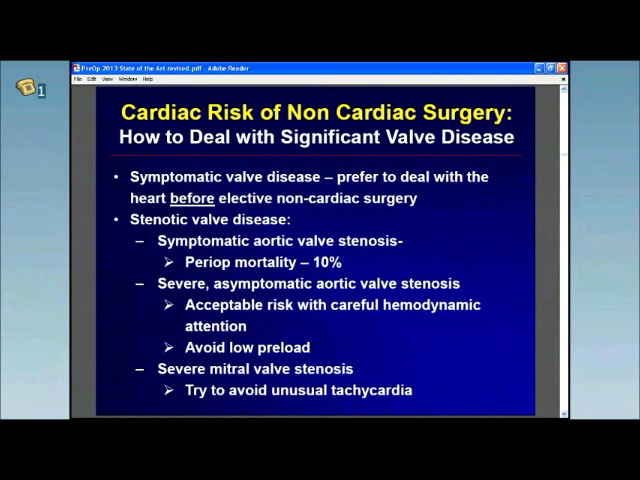 PreOp 2013 State of the Art revised.pdf - Adobe Reader
File Edit View Window Help
1
Cardiac Risk of Non Cardiac Surgery:
How to Deal with Significant Valve Disease
• Symptomatic valve disease – prefer to deal with the
heart before elective non-cardiac surgery
• Stenotic valve disease:
– Symptomatic aortic valve stenosis-
➢ Periop mortality – 10%
– Severe, asymptomatic aortic valve stenosis
➢ Acceptable risk with careful hemodynamic
attention
➢ Avoid low preload
– Severe mitral valve stenosis
➢ Try to avoid unusual tachycardia